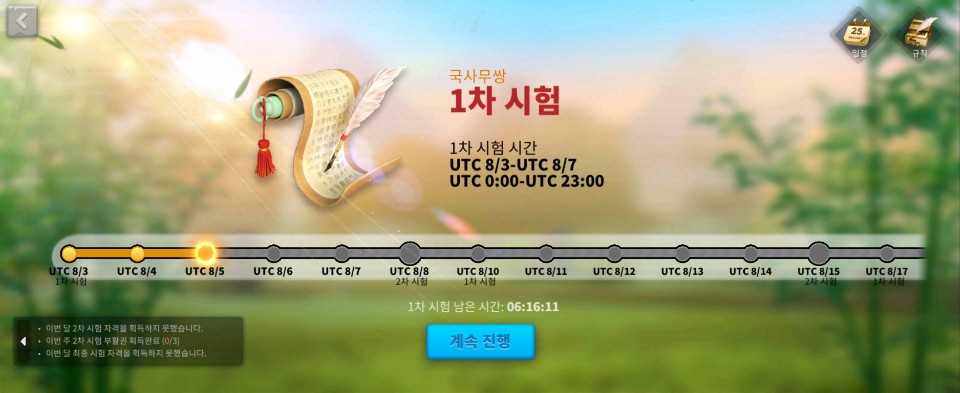 25
일정
규칙
국사무쌍
1차 시험
1차 시험 시간
UTC 8/3-UTC 8/7
UTC 0:00-UTC 23:00
UTC 8/3 UTC 8/4 UTC 8/5 UTC 8/6 UTC 8/7 UTC 8/8 UTC 8/10 UTC 8/11 UTC 8/12 UTC 8/13 UTC 8/14 UTC 8/15 UTC 8/17
1차 시험 2차 시험 1차 시험 2차 시험 1차 시험
1차 시험 남은 시간: 06:16:11
계속 진행
• 이번 달 2차 시험 자격을 획득하지 못했습니다.
• 이번 주 2차 시험 부활권 획득완료 (0/3)
• 이번 달 최종 시험 자격을 획득하지 못했습니다.